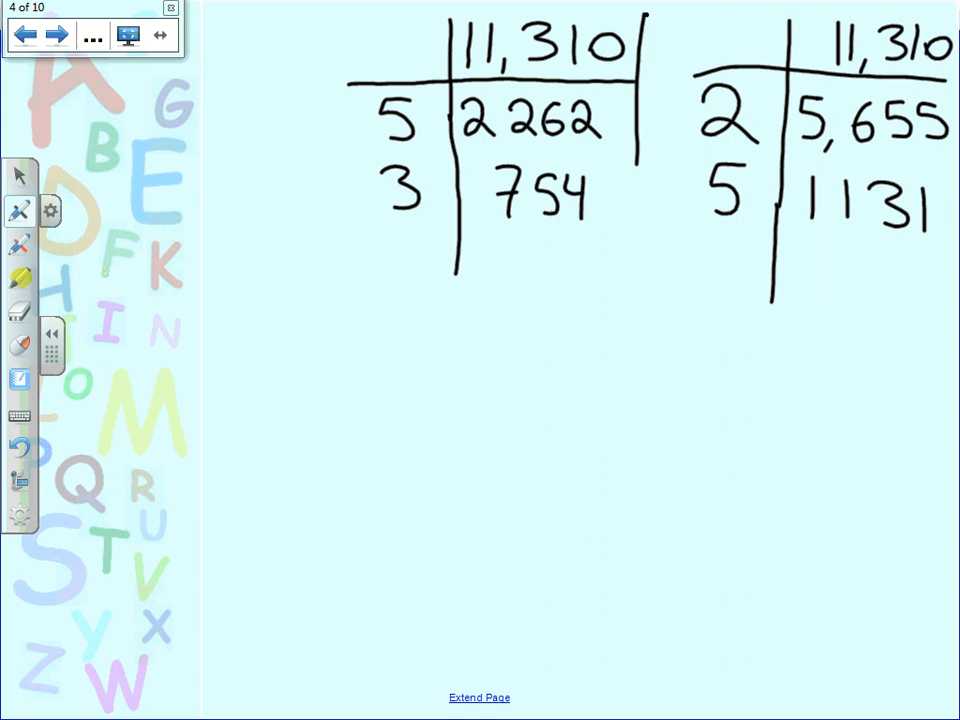 4 of 10
11,310
5 2262
3 754
11,310
2 5,655
5 1131
A
G
B
E
D
F
K
H
I
N
O
M
L
P
Q
R
U
S
T
V
Y
X
Z
W
Extend Page